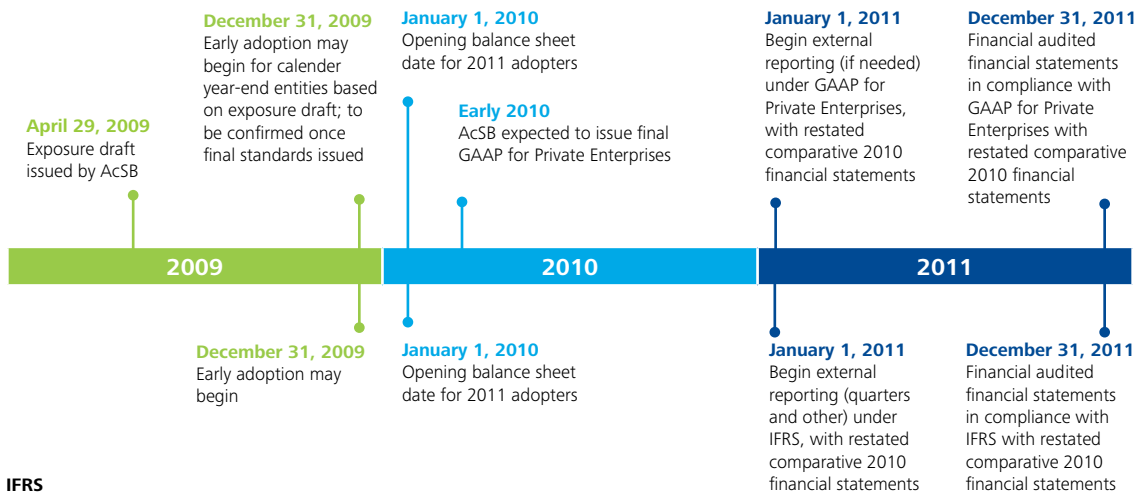 December 31, 2009
Early adoption may
begin for calender
year-end entities based
on exposure draft; to
be confirmed once
final standards issued
January 1, 2010
Opening balance sheet
date for 2011 adopters
January 1, 2011
Begin external
reporting (if needed)
under GAAP for
Private Enterprises,
with restated
comparative 2010
financial statements
December 31, 2011
Financial audited
financial statements
in compliance with
GAAP for Private
Enterprises with
restated comparative
2010 financial
statements
April 29, 2009
Exposure draft
issued by AcSB
Early 2010
AcSB expected to issue final
GAAP for Private Enterprises
2009
2010
2011
December 31, 2009
Early adoption may
begin
January 1, 2010
Opening balance sheet
date for 2011 adopters
January 1, 2011
Begin external
reporting (quarters
and other) under
IFRS, with restated
comparative 2010
financial statements
December 31, 2011
Financial audited
financial statements
in compliance with
IFRS with restated
comparative 2010
financial statements
IFRS